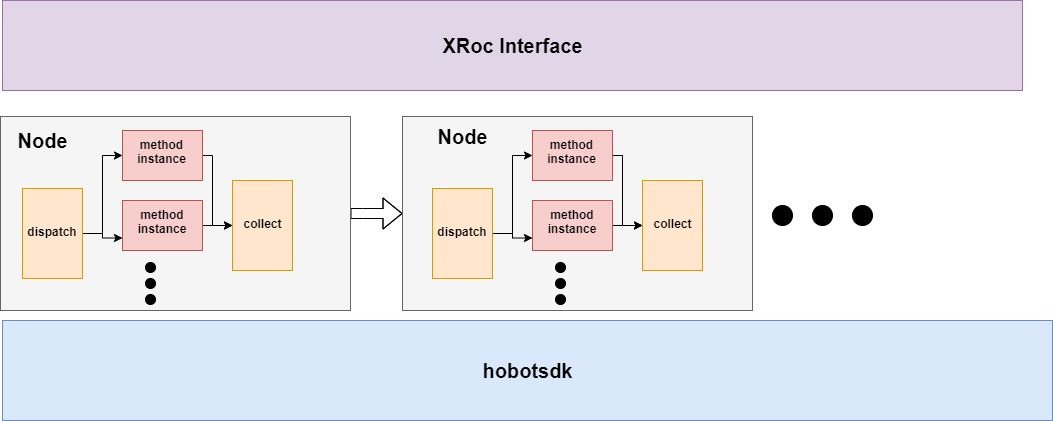 XRoc Interface
Node
method
instance
dispatch
method
instance
collect
Node
method
instance
dispatch
method
instance
collect
hobotsdk